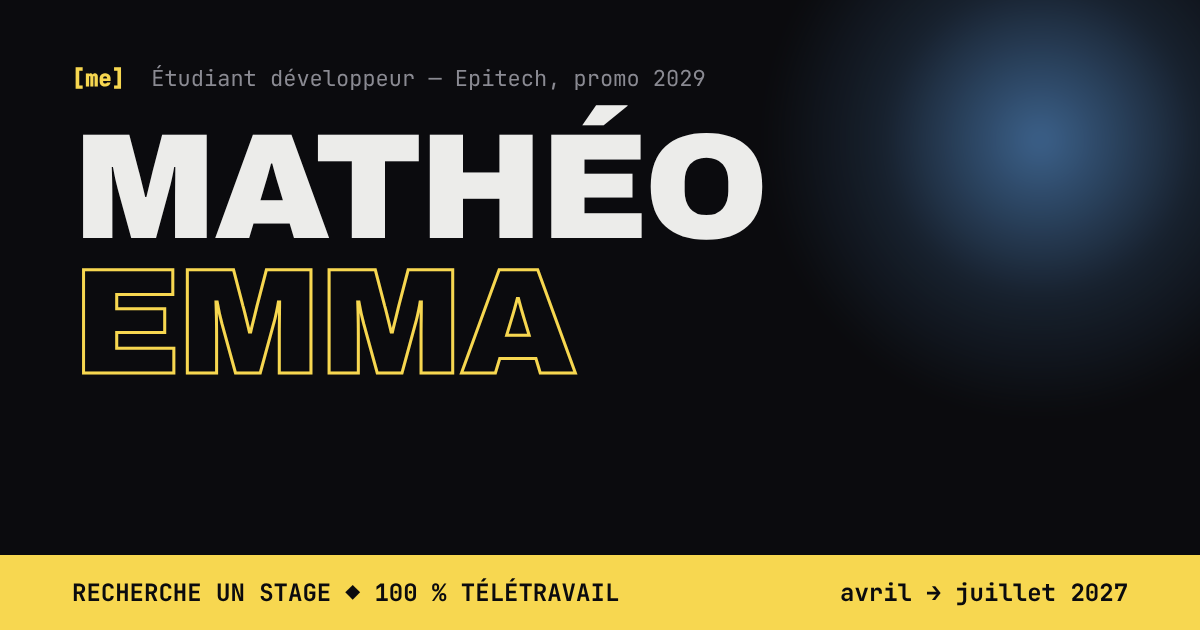 [me] Étudiant développeur — Epitech, promo 2029
MATHÉO
EMMA
RECHERCHE UN STAGE ◆ 100 % TÉLÉTRAVAIL
avril → juillet 2027